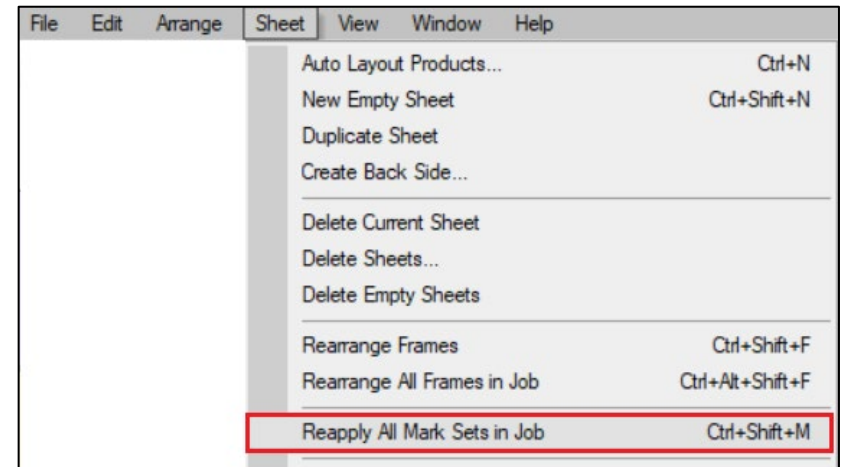 File Edit Arrange Sheet View Window Help
Auto Layout Products... Ctrl+N
New Empty Sheet Ctrl+Shift+N
Duplicate Sheet
Create Back Side...
Delete Current Sheet
Delete Sheets...
Delete Empty Sheets
Rearrange Frames Ctrl+Shift+F
Rearrange All Frames in Job Ctrl+Alt+Shift+F
Reapply All Mark Sets in Job Ctrl+Shift+M